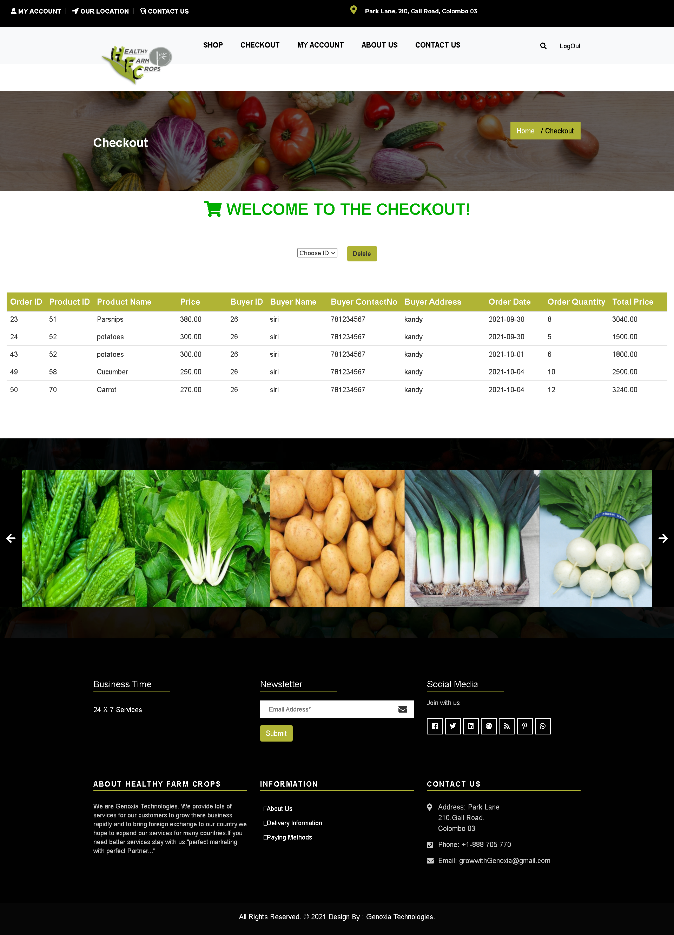 MY ACCOUNT OUR LOCATION CONTACT US Park Lane, 210, Gall Road, Colombo 03
HEALTHY FARM CROPS
SHOP CHECKOUT MY ACCOUNT ABOUT US CONTACT US LogOut
Checkout
Home / Checkout
WELCOME TO THE CHECKOUT!
Choose ID Delete
Order ID Product ID Product Name Price Buyer ID Buyer Name Buyer ContactNo Buyer Address Order Date Order Quantity Total Price
23 51 Parsnips 380.00 26 siri 781234567 kandy 2021-09-30 8 3040.00
24 52 potatoes 300.00 26 siri 781234567 kandy 2021-09-30 5 1500.00
43 52 potatoes 300.00 26 siri 781234567 kandy 2021-10-01 6 1800.00
49 58 Cucumber 250.00 26 siri 781234567 kandy 2021-10-04 10 2500.00
50 70 Carrot 270.00 26 siri 781234567 kandy 2021-10-04 12 3240.00
Business Time
24 X 7 Services
Newsletter
Email Address*
Submit
Social Media
Join with us
ABOUT HEALTHY FARM CROPS
We are Genoxia Technologies. We provide lots of
services for our customers to grow there business
rapidly and to bring foreign exchange to our country.we
hope to expand our services for many countries.If you
need better services stay with us "perfect marketing
with perfect Partner..."
INFORMATION
About Us
Delivery Information
Paying Methods
CONTACT US
Address: Park Lane
210 Gall Road,
Colombo 03
Phone: +1-888 705 770
Email: growwithGenoxia@gmail.com
All Rights Reserved. © 2021 Design By : Genoxia Technologies.